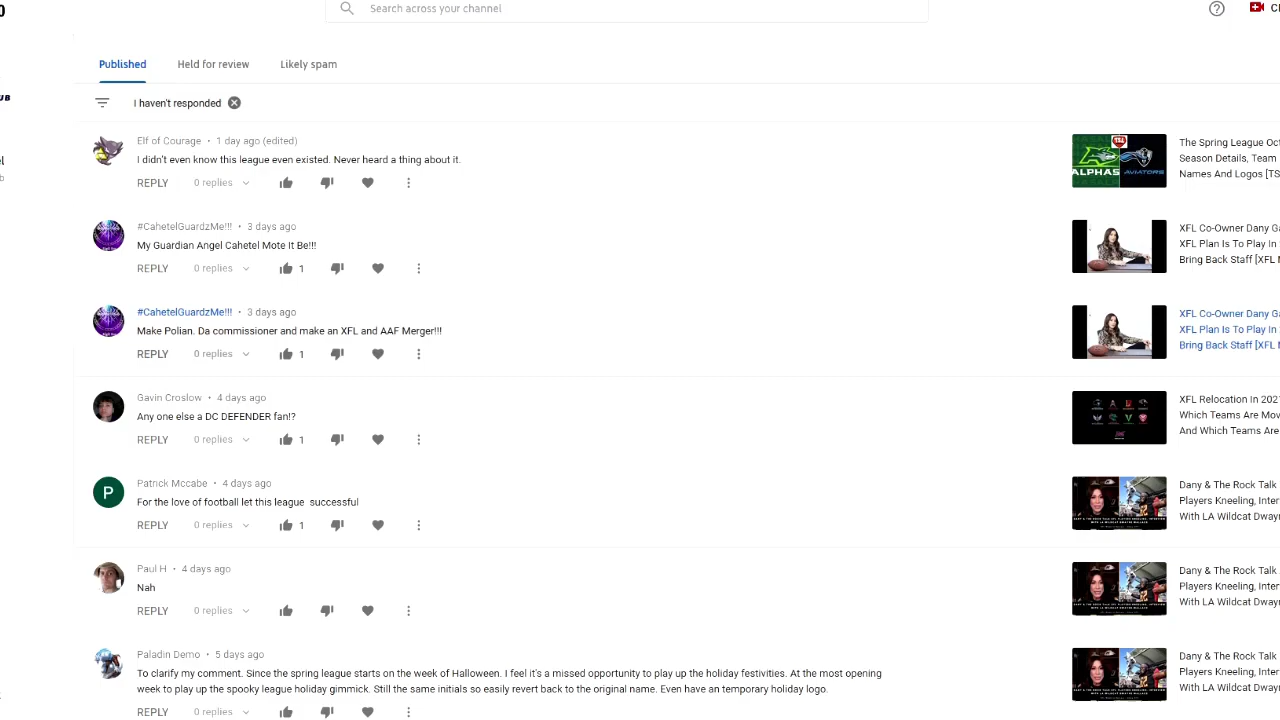 Search across your channel
Published
Held for review
Likely spam
I haven't responded
Elf of Courage • 1 day ago (edited)
I didn't even know this league even existed. Never heard a thing about it.
REPLY 0 replies
The Spring League Oct
Season Details, Team
Names And Logos [TS
ALPHAS
AVIATORS
#CahetelGuardzMe!!! • 3 days ago
My Guardian Angel Cahetel Mote It Be!!!
REPLY 0 replies 1
XFL Co-Owner Dany Ga
XFL Plan Is To Play In
Bring Back Staff [XFL N
#CahetelGuardzMe!!! • 3 days ago
Make Polian. Da commissioner and make an XFL and AAF Merger!!!
REPLY 0 replies 1
XFL Co-Owner Dany Ga
XFL Plan Is To Play In
Bring Back Staff [XFL N
Gavin Croslow • 4 days ago
Any one else a DC DEFENDER fan!?
REPLY 0 replies 1
XFL Relocation In 2021
Which Teams Are Mov
And Which Teams Are
Patrick Mccabe • 4 days ago
P
For the love of football let this league successful
REPLY 0 replies 1
Dany & The Rock Talk
Players Kneeling, Inter
With LA Wildcat Dwayn
Paul H • 4 days ago
Nah
REPLY 0 replies
Dany & The Rock Talk
Players Kneeling, Inter
With LA Wildcat Dwayn
Paladin Demo • 5 days ago
To clarify my comment. Since the spring league starts on the week of Halloween. I feel it's a missed opportunity to play up the holiday festivities. At the most opening
week to play up the spooky league holiday gimmick. Still have the initials so easily revert back to the original name. Even have an temporary holiday logo.
REPLY 0 replies
Dany & The Rock Talk
Players Kneeling, Inter
With LA Wildcat Dwayn